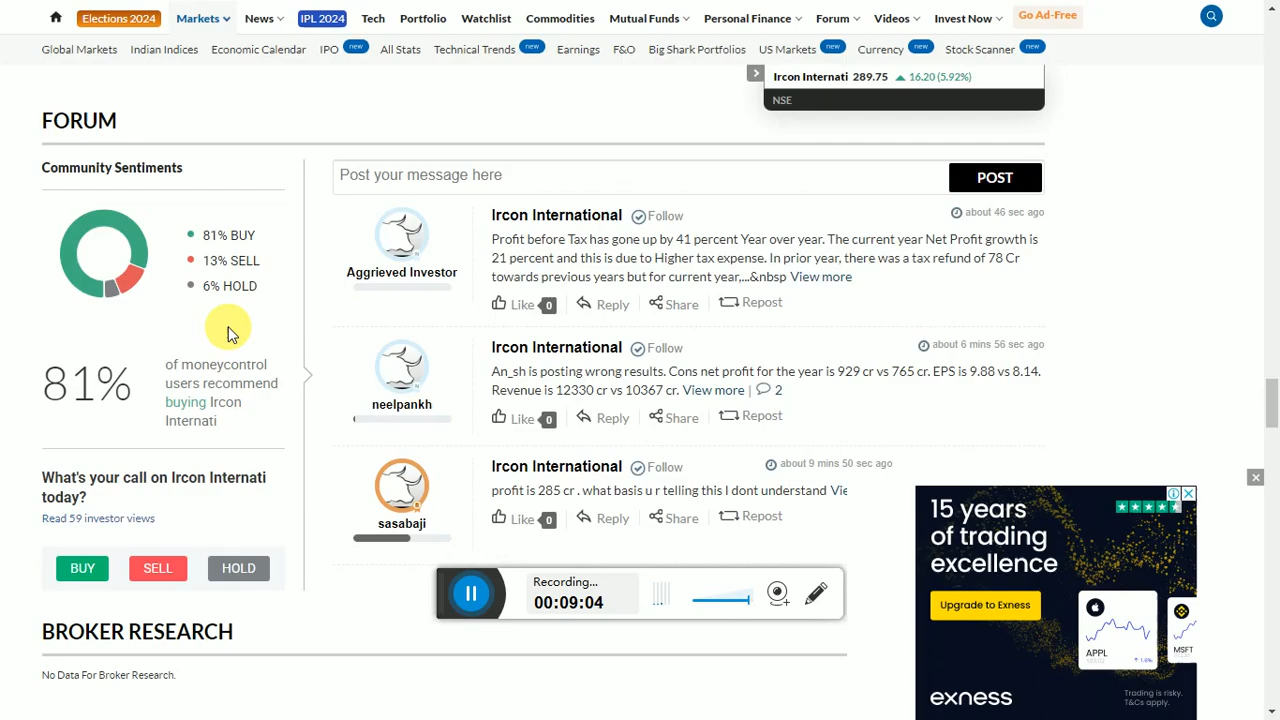 Elections 2024 Markets News IPL 2024 Tech Portfolio Watchlist Commodities Mutual Funds Personal Finance Forum Videos Invest Now Go Ad-Free
Global Markets Indian Indices Economic Calendar IPO new All Stats Technical Trends new Earnings F&O Big Shark Portfolios US Markets new Currency new Stock Scanner new
Ircon Internati 289.75 16.20 (5.92%)
NSE
FORUM
Community Sentiments
81% BUY
13% SELL
6% HOLD
81%
of moneycontrol
users recommend
buying Ircon
Internati
What's your call on Ircon Internati
today?
Read 59 investor views
BUY SELL HOLD
Post your message here POST
Ircon International Follow about 46 sec ago
Profit before Tax has gone up by 41 percent Year over year. The current year Net Profit growth is
21 percent and this is due to Higher tax expense. In prior year, there was a tax refund of 78 Cr
towards previous years but for current year,...&nbsp View more
Aggrieved Investor
Like 0 Reply Share Repost
Ircon International Follow about 6 mins 56 sec ago
An_sh is posting wrong results. Cons net profit for the year is 929 cr vs 765 cr. EPS is 9.88 vs 8.14.
Revenue is 12330 cr vs 10367 cr. View more | 2
neelpankh
Like 0 Reply Share Repost
Ircon International Follow about 9 mins 50 sec ago
profit is 285 cr . what basis u r telling this I dont understand Vie
sasabaji
Like 0 Reply Share Repost
Recording...
00:09:04
BROKER RESEARCH
No Data For Broker Research.
15 years
of trading
excellence
Upgrade to Exness
APPL
1.8%
MSFT
exness
Trading is risky.
T&Cs apply.